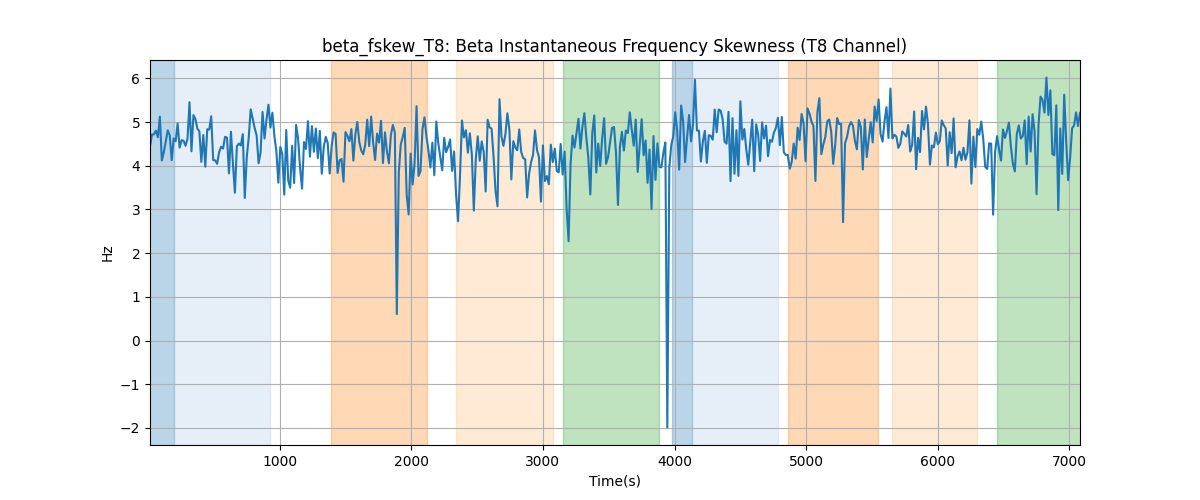 beta_fskew_T8: Beta Instantaneous Frequency Skewness (T8 Channel)
6
5
4
3
2
1
0
−1
−2
Hz
1000 2000 3000 4000 5000 6000 7000
Time(s)